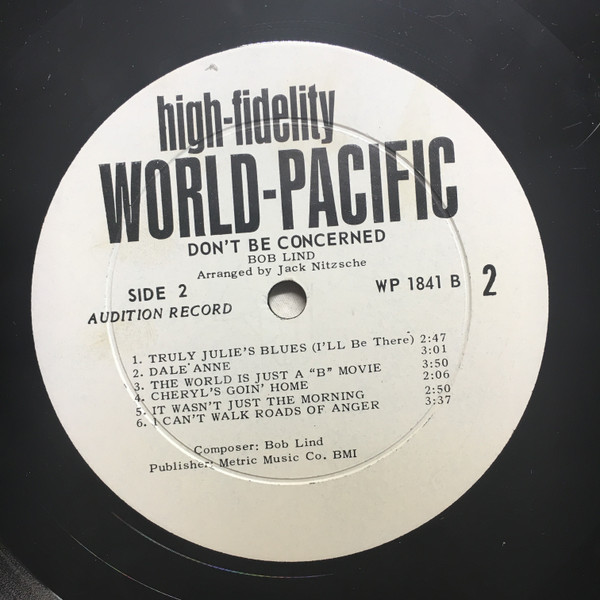 high-fidelity
WORLD-PACIFIC
DON'T BE CONCERNED
BOB LIND
Arranged by Jack Nitzsche
SIDE 2
WP 1841 B 2
AUDITION RECORD
1. TRULY JULIE'S BLUES (I'LL Be There) 2:47
2. DALE ANNE 3:01
3. THE WORLD IS JUST A "B" MOVIE 3:50
4. CHERYL'S GOIN' HOME 2:06
5. IT WASN'T JUST THE MORNING 2:50
6. I CAN'T WALK ROADS OF ANGER 3:37
Composer: Bob Lind
Publisher: Metric Music Co. BMI